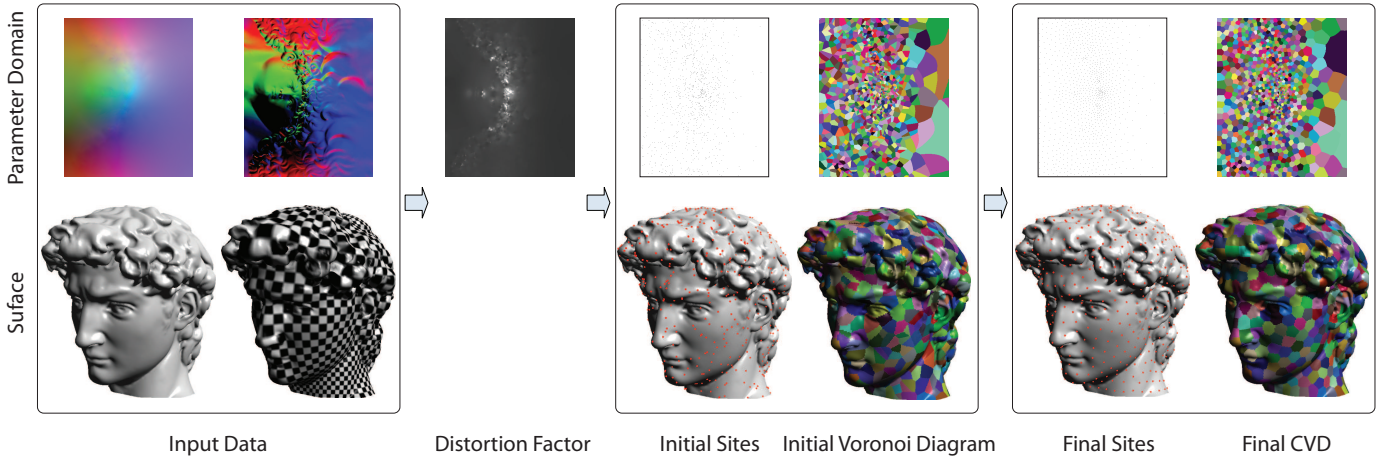 Parameter Domain
Suface
Input Data
Distortion Factor
Initial Sites
Initial Voronoi Diagram
Final Sites
Final CVD